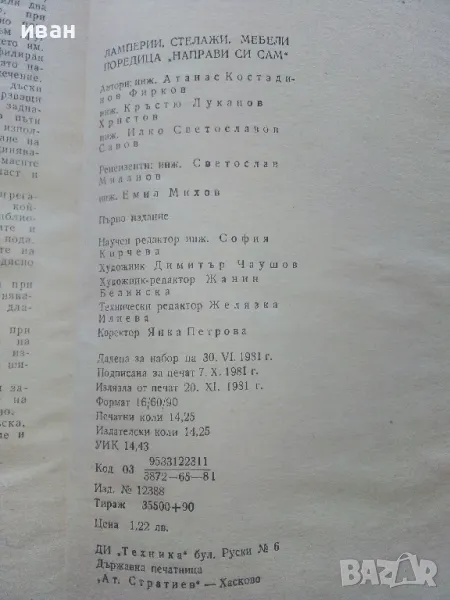 иван
ЛАМПЕРИИ, СТЕЛАЖИ, МЕБЕЛИ
ПОРЕДИЦА „НАПРАВИ СИ САМ"
Автори: инж. Атанас Костади-
нов Фирков
инж. Кръстю Луканов
Христов
инж. Илко Светославов
Савов
Рецензенти: инж. Светослав
Миланов
инж. Емил Михов
Първо издание
Научен редактор инж. София
Кирчева
Художник Димитър Чаушов
Художник-редактор Жанин
Белниска
Технически редактор Желязка
Илиева
Коректор Янка Петрова
Дадена за набор на 30. VI. 1981 г.
Подписана за печат 7. X. 1981 г.
Излязла от печат 20. XI. 1981 г.
Формат 16/60/90
Печатни коли 14,25
Издателски коли 14,25
УИК 14,43
Код 03 9533122311
3872—65—81
Изд. № 12388
Тираж 35500+90
Цена 1,22 лв.
ДИ „Техника" бул. Руски № 6
Държавна печатница
„Ат. Стратиев" — Хасково
BAZAR